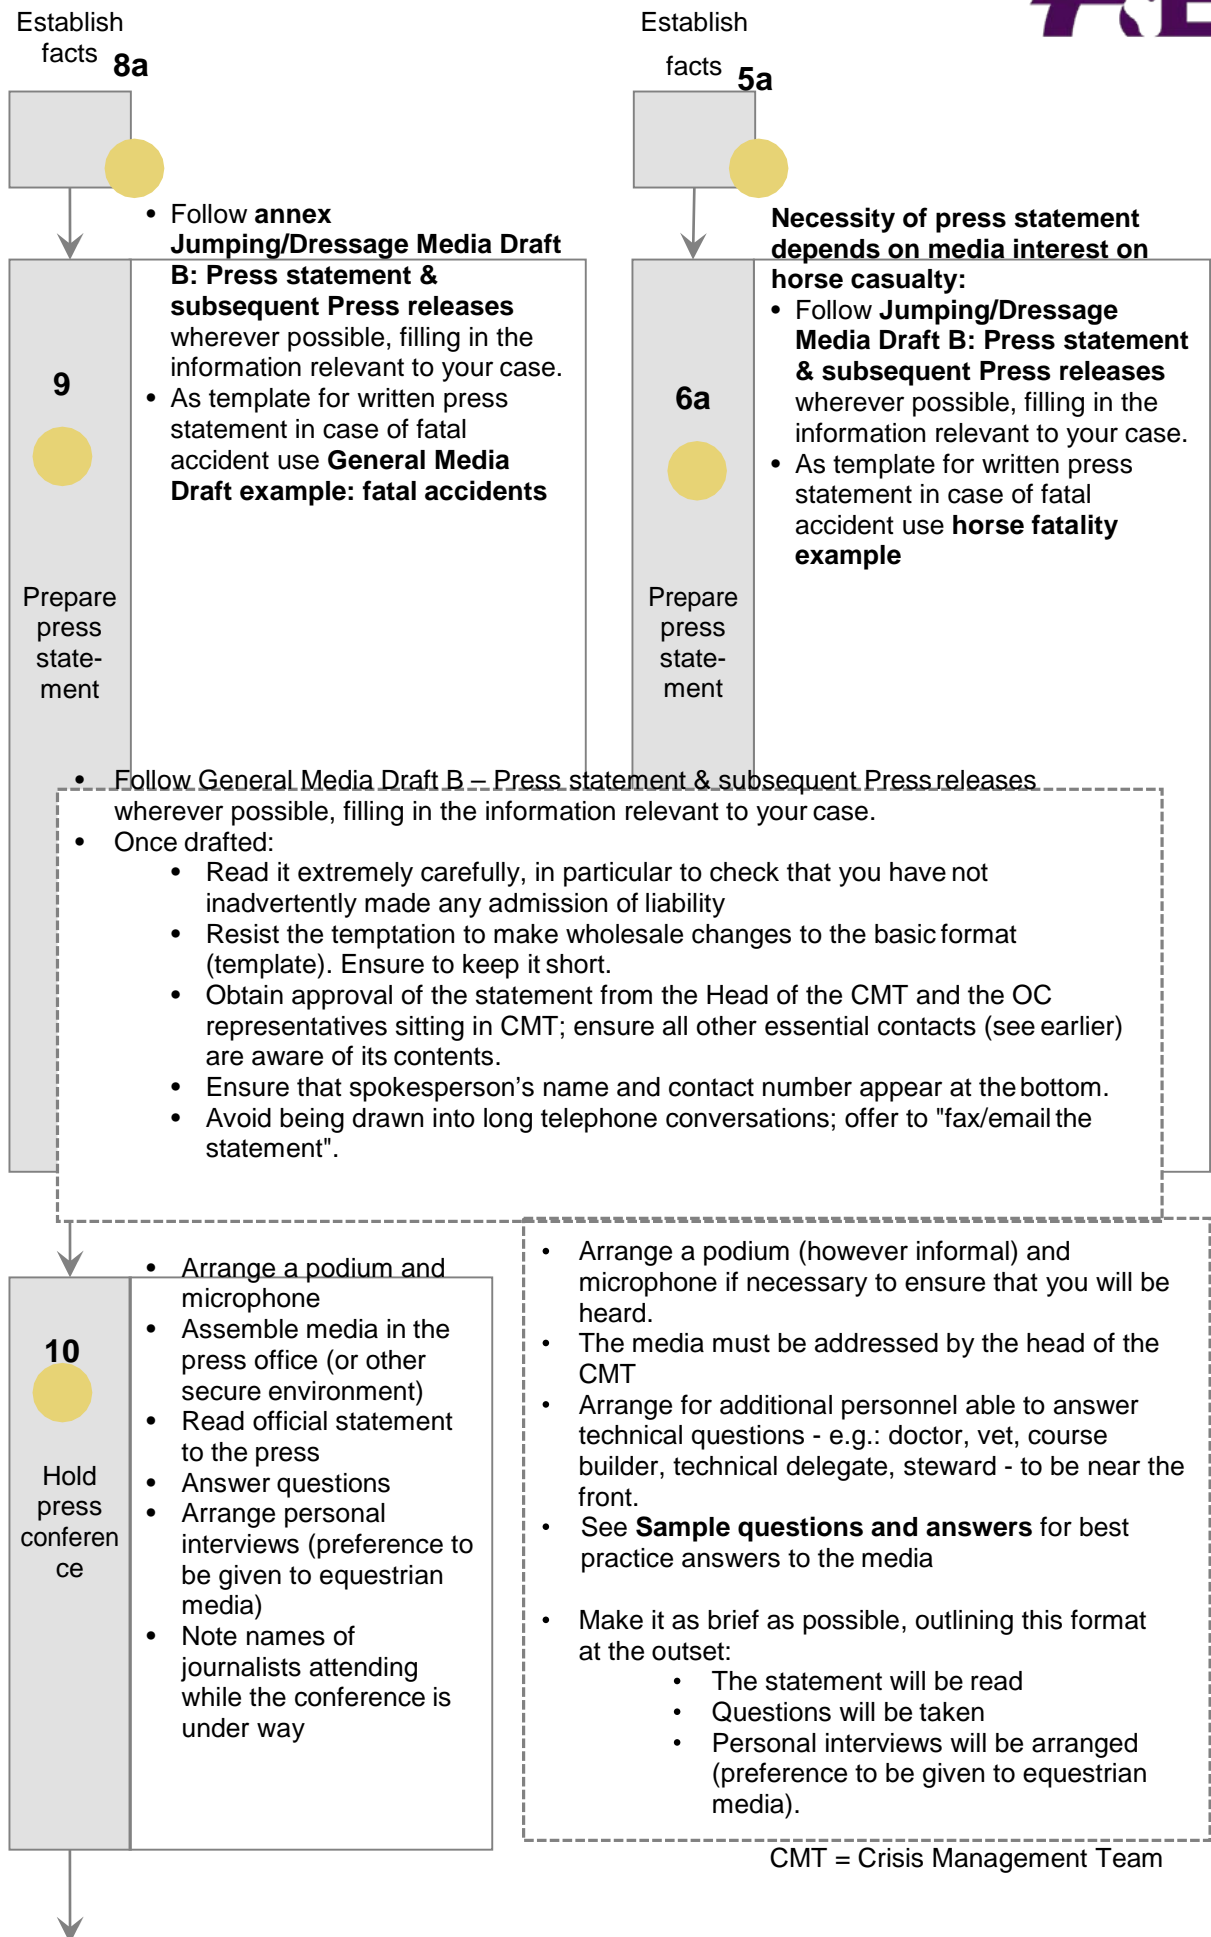 Establish
facts
8a
Establish
facts
5a
• Follow annex
Jumping/Dressage Media Draft
B: Press statement &
subsequent Press releases
wherever possible, filling in the
information relevant to your case.
• As template for written press
statement in case of fatal
accident use General Media
Draft example: fatal accidents
9
Prepare
press
state-
ment
Necessity of press statement
depends on media interest on
horse casualty:
• Follow Jumping/Dressage
Media Draft B: Press statement
& subsequent Press releases
wherever possible, filling in the
information relevant to your case.
• As template for written press
statement in case of fatal
accident use horse fatality
example
6a
Prepare
press
state-
ment
• Follow General Media Draft B – Press statement & subsequent Press releases
wherever possible, filling in the information relevant to your case.
• Once drafted:
• Read it extremely carefully, in particular to check that you have not
inadvertently made any admission of liability
• Resist the temptation to make wholesale changes to the basic format
(template). Ensure to keep it short.
• Obtain approval of the statement from the Head of the CMT and the OC
representatives sitting in CMT; ensure all other essential contacts (see earlier)
are aware of its contents.
• Ensure that spokesperson’s name and contact number appear at the bottom.
• Avoid being drawn into long telephone conversations; offer to "fax/email the
statement".
10
Hold
press
conferen
ce
• Arrange a podium and
microphone
• Assemble media in the
press office (or other
secure environment)
• Read official statement
to the press
• Answer questions
• Arrange personal
interviews (preference to
be given to equestrian
media)
• Note names of
journalists attending
while the conference is
under way
• Arrange a podium (however informal) and
microphone if necessary to ensure that you will be
heard.
• The media must be addressed by the head of the
CMT
• Arrange for additional personnel able to answer
technical questions - e.g.: doctor, vet, course
builder, technical delegate, steward - to be near the
front.
• See Sample questions and answers for best
practice answers to the media
• Make it as brief as possible, outlining this format
at the outset:
• The statement will be read
• Questions will be taken
• Personal interviews will be arranged
(preference to be given to equestrian
media).
CMT = Crisis Management Team